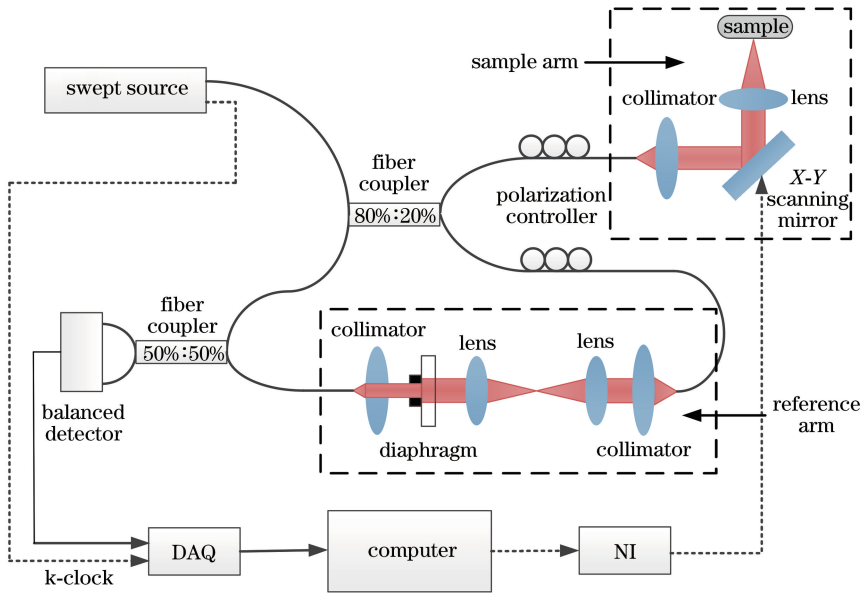 sample
sample arm
swept source
collimator
lens
fiber
coupler
80%:20%
polarization
controller
X-Y
scanning
mirror
fiber
coupler
50%:50%
collimator
lens
lens
balanced
detector
diaphragm
collimator
reference
arm
DAQ
computer
NI
k-clock